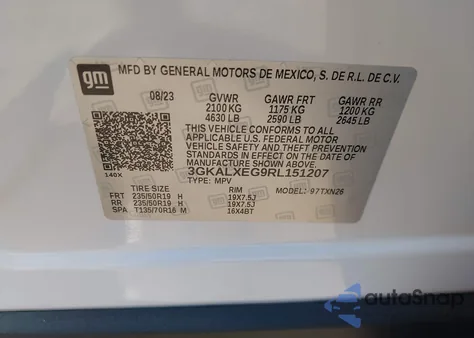 gm
MFD BY GENERAL MOTORS DE MEXICO, S. DE R.L. DE C.V.
08/23 GVWR GAWR FRT GAWR RR
2100 KG 1175 KG 1200 KG
4630 LB 2590 LB 2645 LB
THIS VEHICLE CONFORMS TO ALL
APPLICABLE U.S. FEDERAL MOTOR
VEHICLE SAFETY STANDARDS
IN EFFECT ON THE DATE OF
MANUFACTURE SHOWN ABOVE.
3GKALXEG9RL151207
140X TYPE: MPV
TIRE SIZE RIM MODEL: 97TXN26
FRT 235/50R19 H 19X7.5J
RR 235/50R19 H 19X7.5J
SPA T135/70R16 M 16X4BT
autoSnap